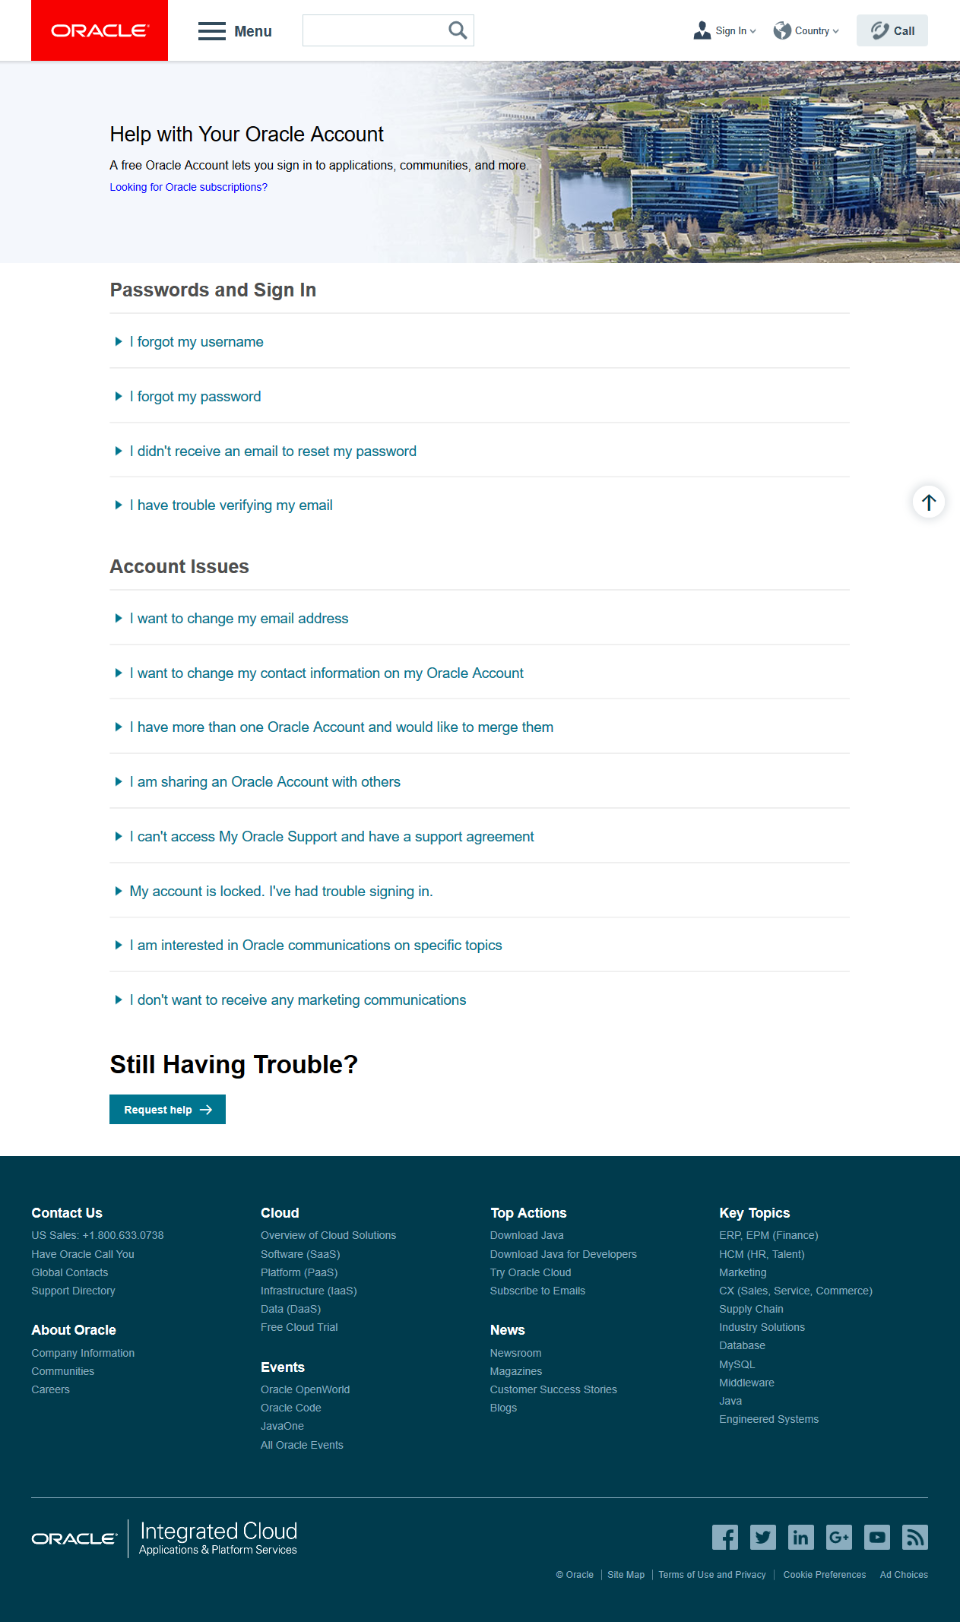 ORACLE
Menu
Sign In
Country
Call
Help with Your Oracle Account
A free Oracle Account lets you sign in to applications, communities, and more.
Looking for Oracle subscriptions?
Passwords and Sign In
I forgot my username
I forgot my password
I didn't receive an email to reset my password
I have trouble verifying my email
Account Issues
I want to change my email address
I want to change my contact information on my Oracle Account
I have more than one Oracle Account and would like to merge them
I am sharing an Oracle Account with others
I can't access My Oracle Support and have a support agreement
My account is locked. I've had trouble signing in.
I am interested in Oracle communications on specific topics
I don't want to receive any marketing communications
Still Having Trouble?
Request help
Contact Us
US Sales: +1.800.633.0738
Have Oracle Call You
Global Contacts
Support Directory
About Oracle
Company Information
Communities
Careers
Cloud
Overview of Cloud Solutions
Software (SaaS)
Platform (PaaS)
Infrastructure (IaaS)
Data (DaaS)
Free Cloud Trial
Events
Oracle OpenWorld
Oracle Code
JavaOne
All Oracle Events
Top Actions
Download Java
Download Java for Developers
Try Oracle Cloud
Subscribe to Emails
News
Newsroom
Magazines
Customer Success Stories
Blogs
Key Topics
ERP, EPM (Finance)
HCM (HR, Talent)
Marketing
CX (Sales, Service, Commerce)
Supply Chain
Industry Solutions
Database
MySQL
Middleware
Java
Engineered Systems
ORACLE
Integrated Cloud
Applications & Platform Services
© Oracle | Site Map | Terms of Use and Privacy | Cookie Preferences Ad Choices